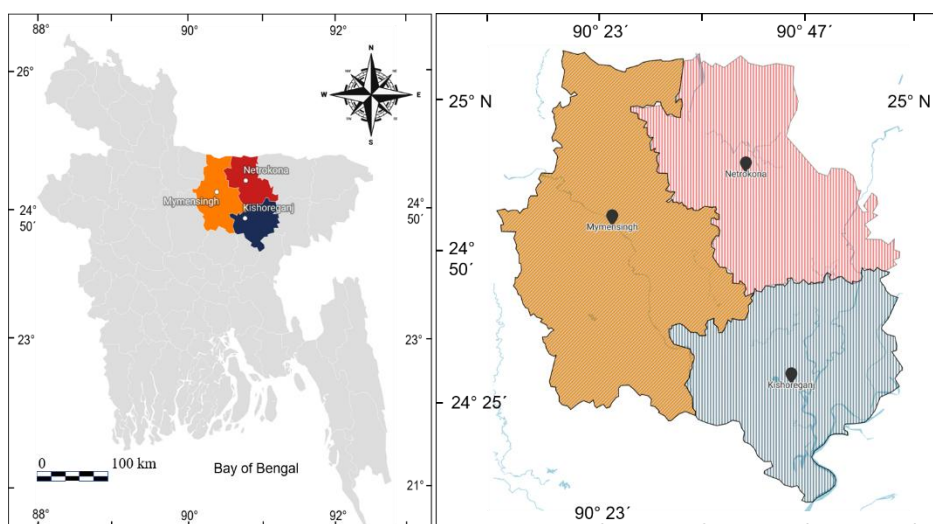 88°
90°
92°
26°
26°
N
W
E
S
Netrokona
Mymensingh
Kishoreganj
24°
50´
24°
50´
23°
23°
0
100 km
Bay of Bengal
21°
88°
90°
92°
90° 23´
90° 47´
25° N
25° N
Netrokona
Mymensingh
24°
50´
Kishoreganj
24° 25´
90° 23´